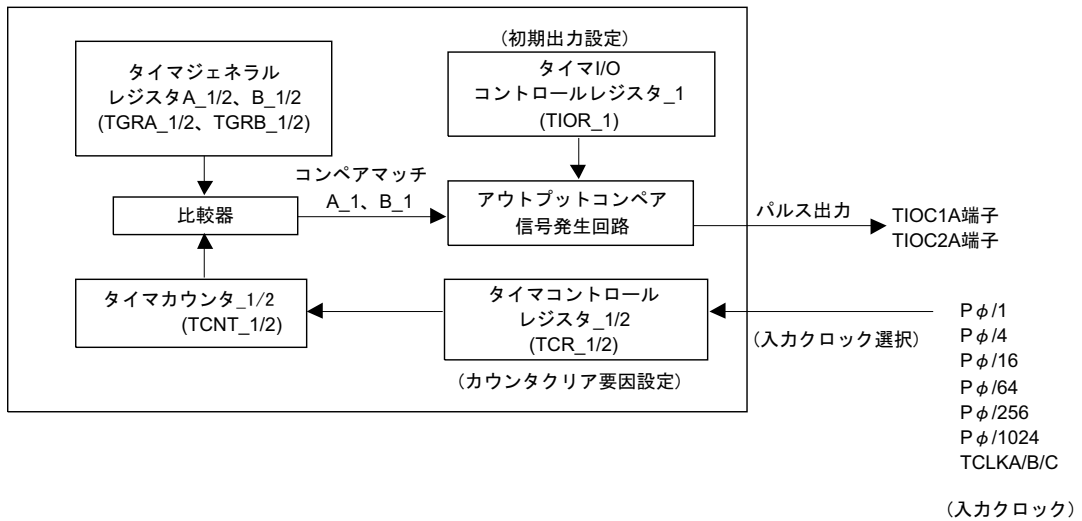 タイマジェネラル
レジスタA_1/2、B_1/2
(TGRA_1/2、TGRB_1/2)
（初期出力設定）
タイマI/O
コントロールレジスタ_1
(TIOR_1)
コンペアマッチ
A_1、B_1
比較器
アウトプットコンペア
信号発生回路
パルス出力
TIOC1A端子
TIOC2A端子
タイマカウンタ_1/2
(TCNT_1/2)
タイマコントロール
レジスタ_1/2
(TCR_1/2)
（カウンタクリア要因設定）
（入力クロック選択）
Pφ/1
Pφ/4
Pφ/16
Pφ/64
Pφ/256
Pφ/1024
TCLKA/B/C
（入力クロック）